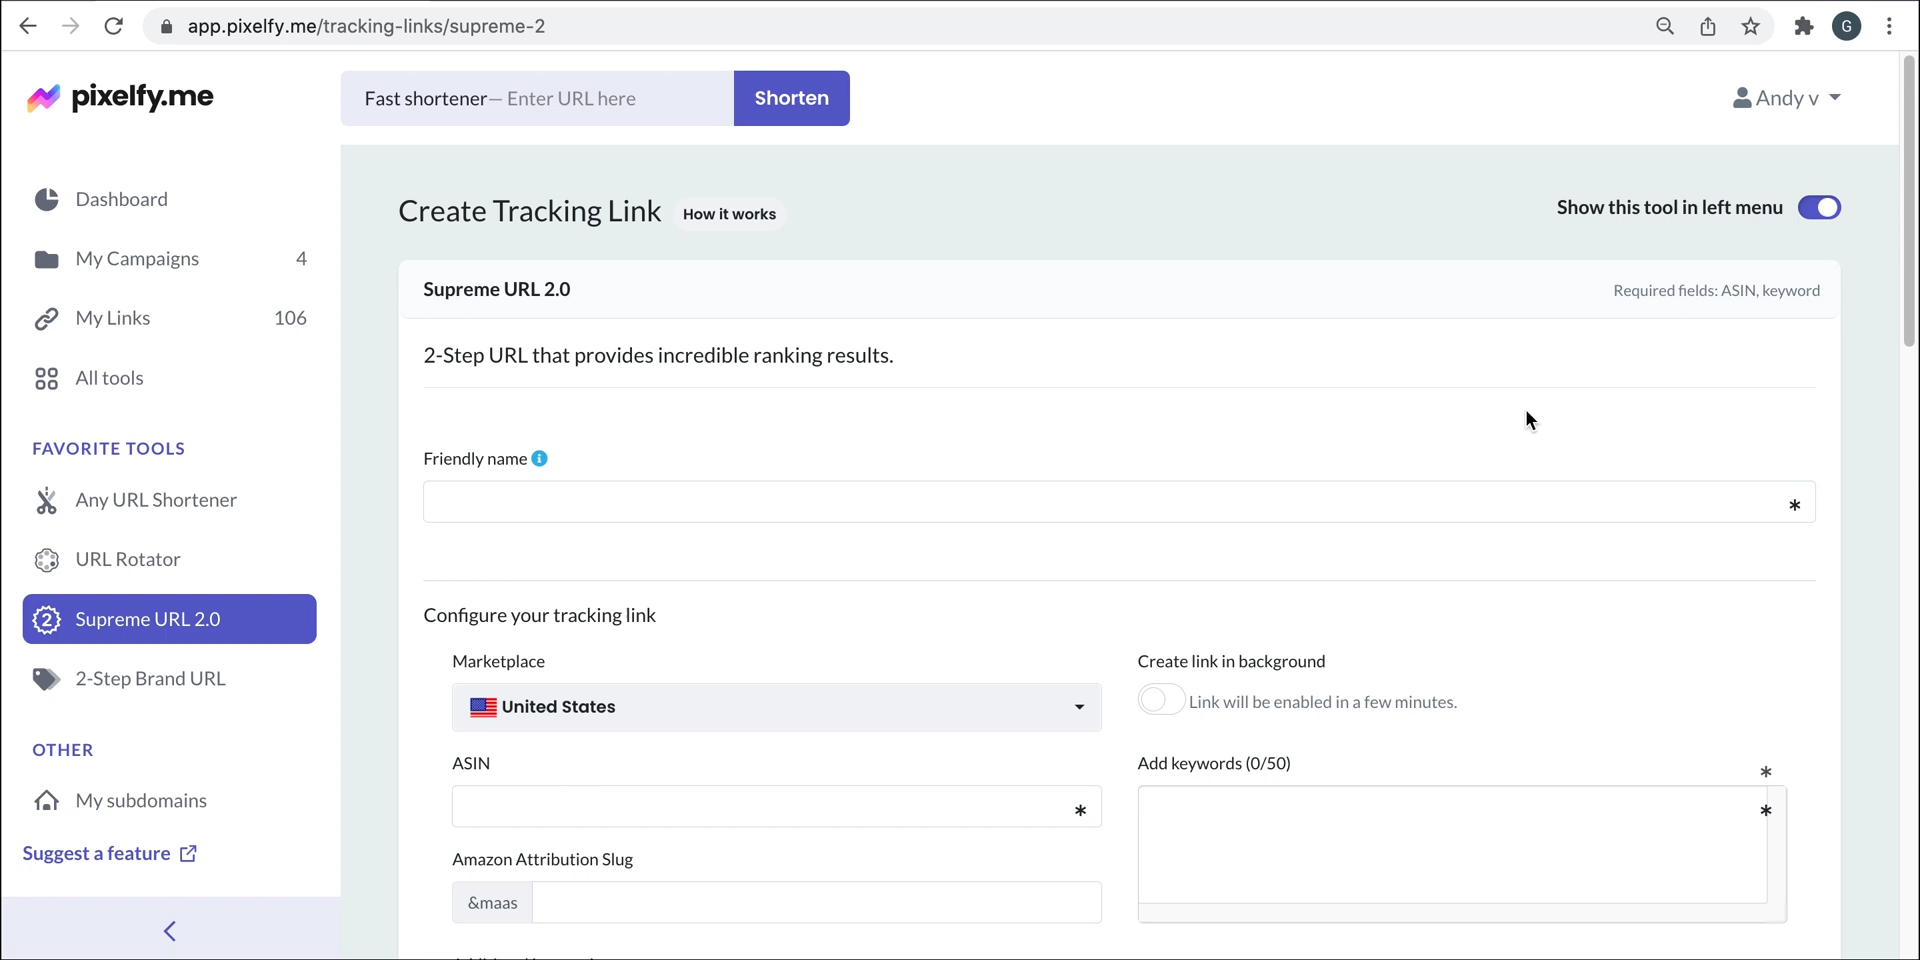 app.pixelfy.me/tracking-links/supreme-2
G
pixelfy.me
Fast shortener— Enter URL here
Shorten
Andy v
Dashboard
My Campaigns 4
My Links 106
All tools
FAVORITE TOOLS
Any URL Shortener
URL Rotator
2
Supreme URL 2.0
2-Step Brand URL
OTHER
My subdomains
Suggest a feature
Create Tracking Link
How it works
Show this tool in left menu
Supreme URL 2.0
Required fields: ASIN, keyword
2-Step URL that provides incredible ranking results.
Friendly name
*
Configure your tracking link
Marketplace
United States
Create link in background
Link will be enabled in a few minutes.
ASIN
*
Add keywords (0/50)
*
*
Amazon Attribution Slug
&maas